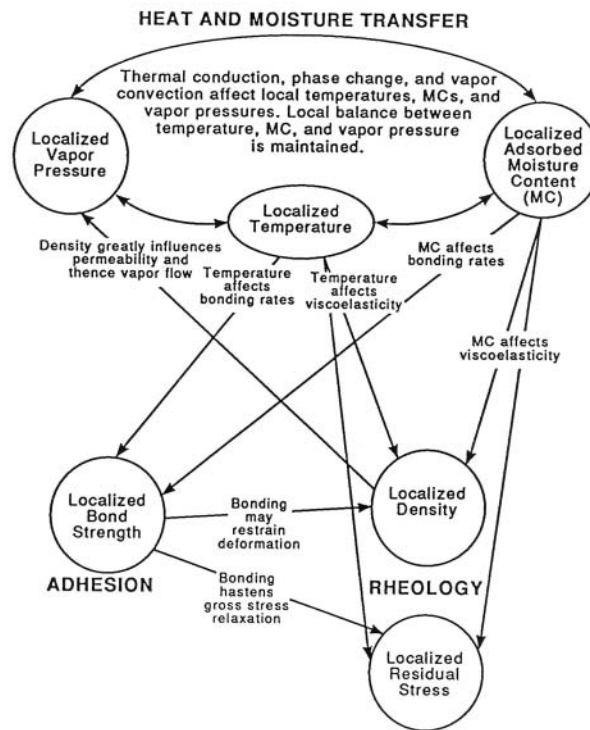 HEAT AND MOISTURE TRANSFER
Thermal conduction, phase change, and vapor
convection affect local temperatures, MCs, and
vapor pressures. Local balance between
temperature, MC, and vapor pressure
is maintained.
Localized
Vapor
Pressure
Localized
Adsorbed
Moisture
Content
(MC)
Localized
Temperature
Density greatly influences
permeability and
thence vapor flow
Temperature
affects
bonding rates
Temperature
affects
viscoelasticity
MC affects
bonding rates
MC affects
viscoelasticity
Localized
Bond
Strength
Bonding
may
restrain
deformation
Localized
Density
ADHESION
RHEOLOGY
Bonding
hastens
gross stress
relaxation
Localized
Residual
Stress